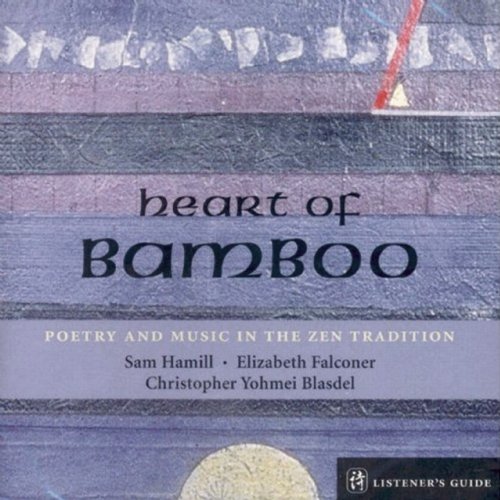 heart of
BamBoo
POETRY AND MUSIC IN THE ZEN TRADITION
Sam Hamill · Elizabeth Falconer
Christopher Yohmei Blasdel
詩 LISTENER'S GUIDE